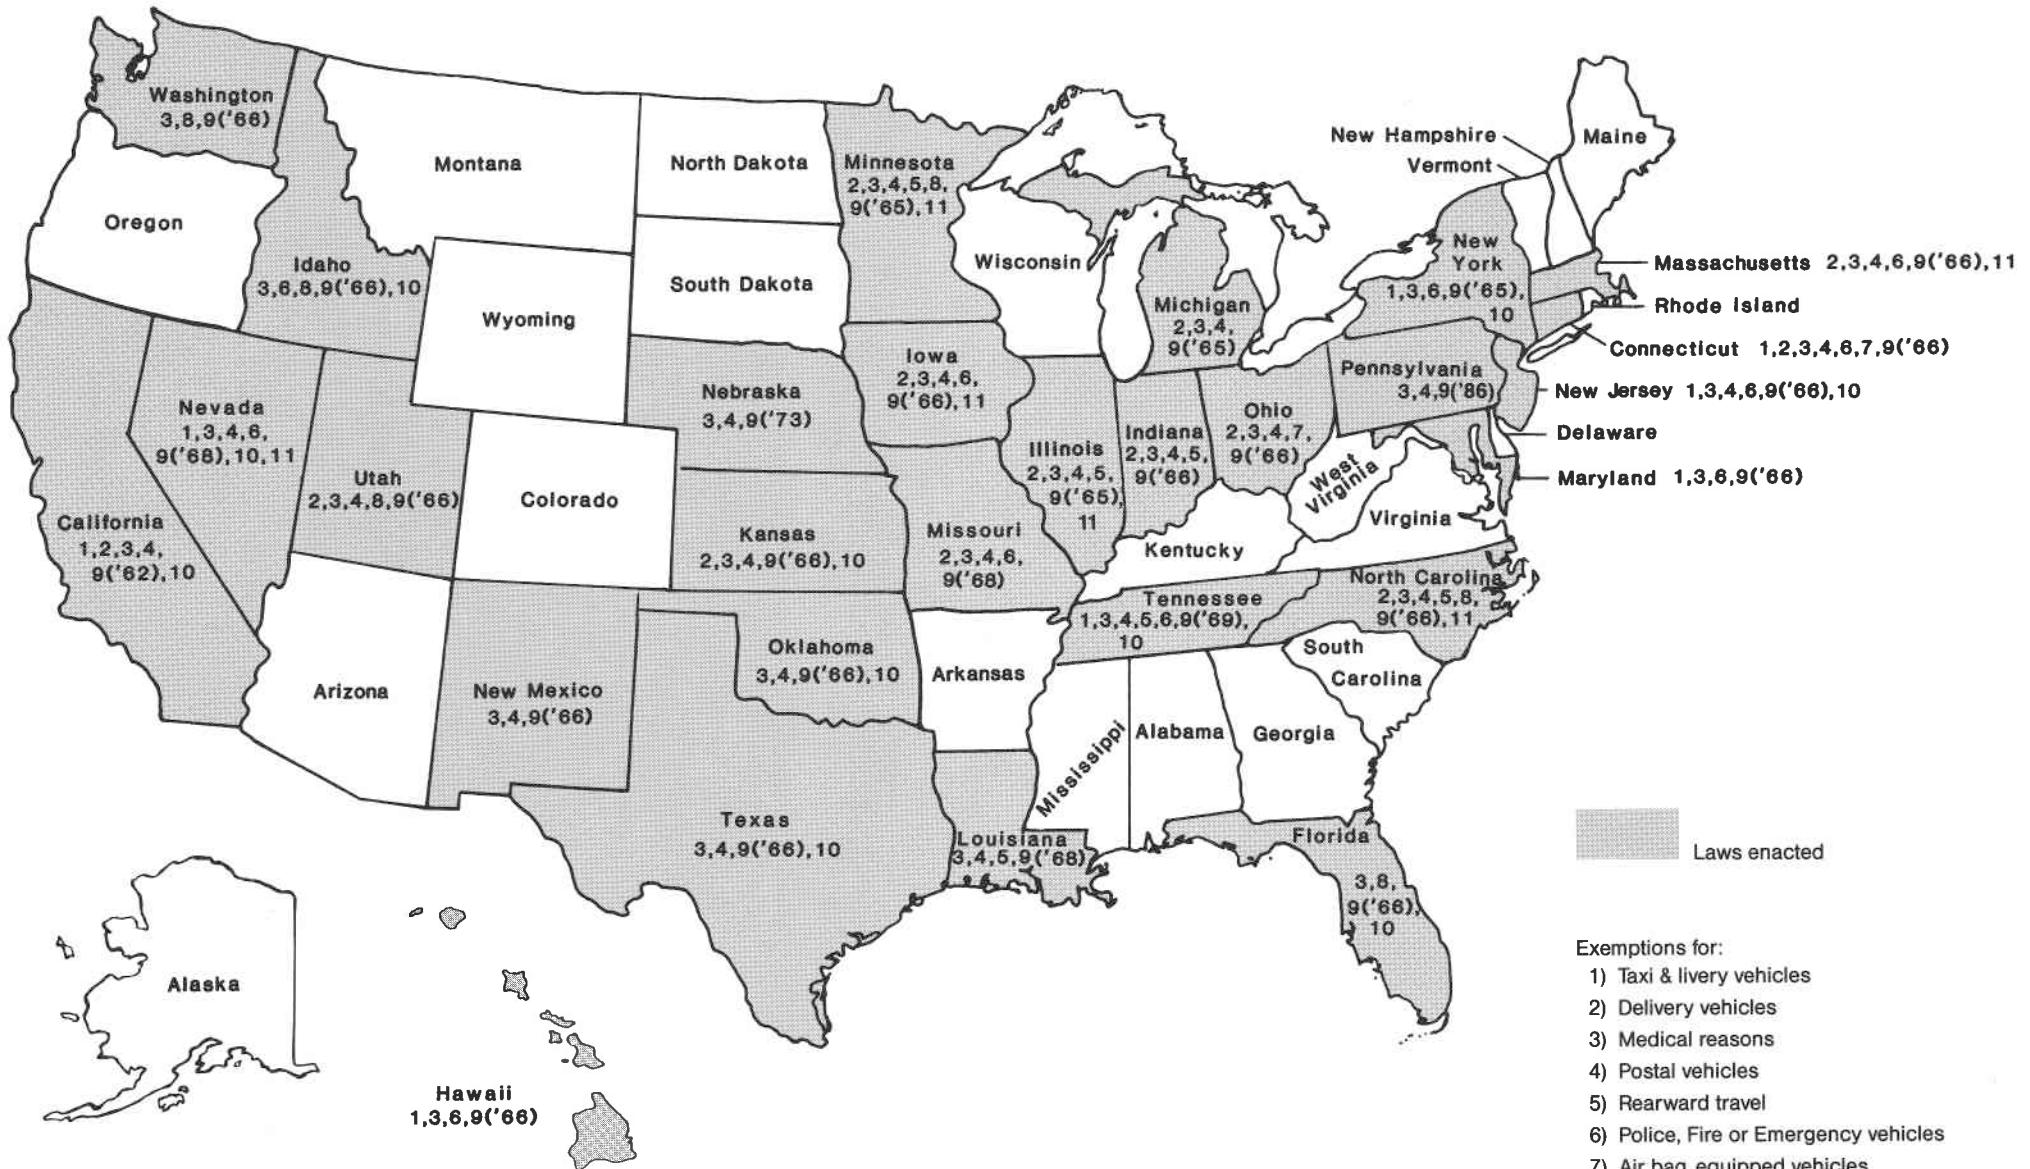 Washington
3,8,9('66)
Montana
North Dakota
Minnesota
2,3,4,5,8,
9('65),11
New Hampshire
Vermont
Maine
Oregon
Idaho
3,6,8,9('66),10
Wyoming
South Dakota
Wisconsin
Michigan
2,3,4,
9('65)
New
York
1,3,6,9('65),
10
Massachusetts 2,3,4,6,9('66),11
Rhode Island
Connecticut 1,2,3,4,6,7,9('66)
New Jersey 1,3,4,6,9('66),10
Delaware
Maryland 1,3,6,9('66)
Nevada
1,3,4,6,
9('68),10,11
Utah
2,3,4,8,9('66)
Colorado
Nebraska
3,4,9('73)
Iowa
2,3,4,6,
9('66),11
Illinois
2,3,4,5,
9('65),
11
Indiana
2,3,4,5,
9('66)
Ohio
2,3,4,7,
9('66)
Pennsylvania
3,4,9('86)
West
Virginia
Virginia
California
1,2,3,4,
9('62),10
Kansas
2,3,4,9('66),10
Missouri
2,3,4,6,
9('68)
Kentucky
Tennessee
1,3,4,5,6,9('69),
10
North Carolina
2,3,4,5,8,
9('66),11
South
Carolina
Arizona
New Mexico
3,4,9('66)
Oklahoma
3,4,9('66),10
Arkansas
Mississippi
Alabama
Georgia
Texas
3,4,9('66),10
Louisiana
3,4,5,9('68)
Florida
3,8,
9('66),
10
Alaska
Hawaii
1,3,6,9('66)
Laws enacted
Exemptions for:
1) Taxi & livery vehicles
2) Delivery vehicles
3) Medical reasons
4) Postal vehicles
5) Rearward travel
6) Police, Fire or Emergency vehicles
7) Air bag equipped vehicles